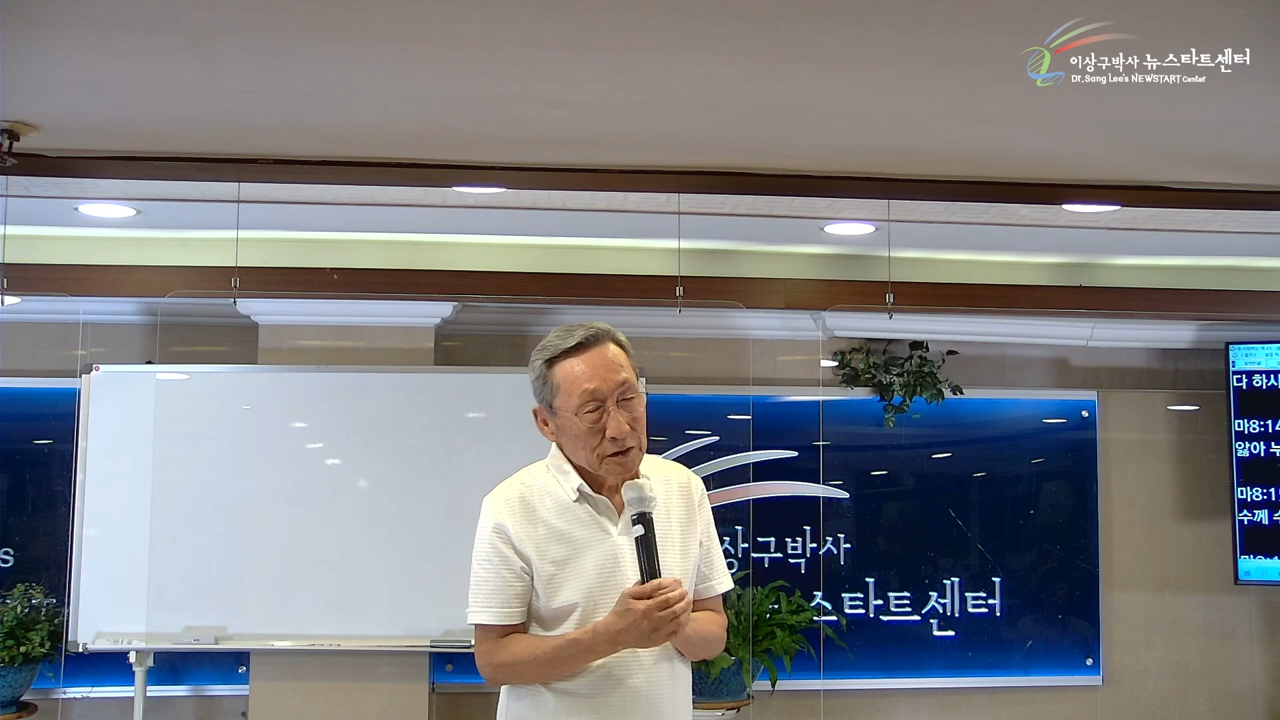 이상구박사 뉴스타트센터
Dr. Sang Lee's NEWSTART Center
상구박사
스타트센터
s
다 하시
마8:14
앓아 누
마8:1
수께